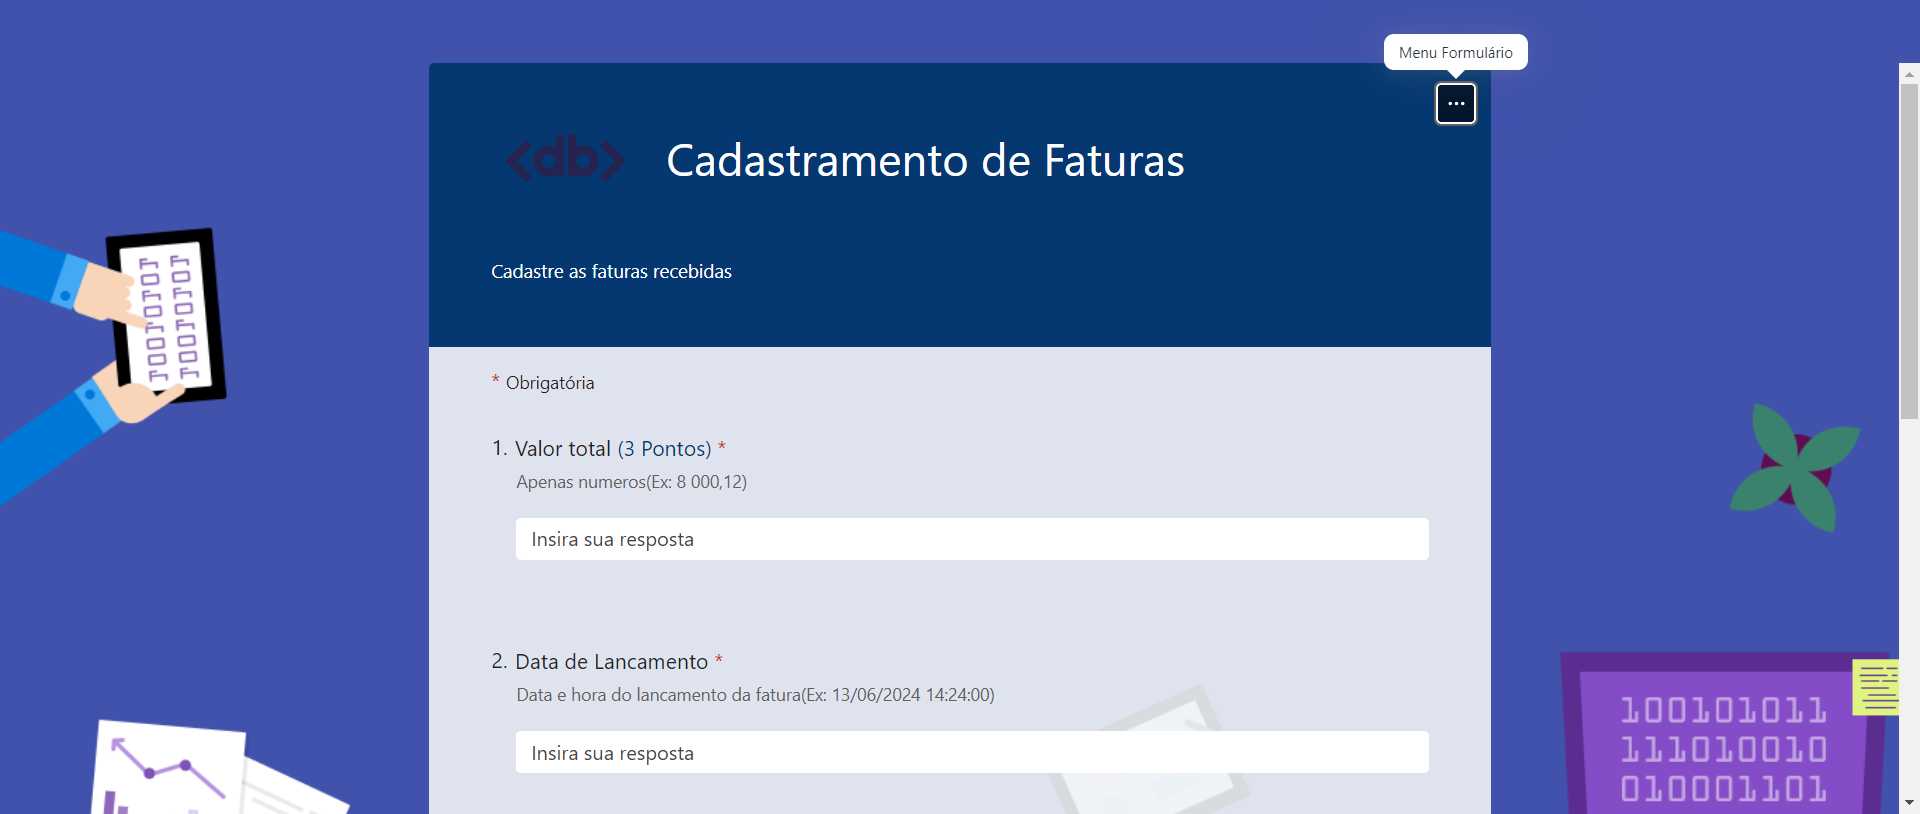 Menu Formulário
...
<db> Cadastramento de Faturas
Cadastre as faturas recebidas
* Obrigatória
1. Valor total (3 Pontos) *
Apenas numeros(Ex: 8 000,12)
Insira sua resposta
2. Data de Lancamento *
Data e hora do lancamento da fatura(Ex: 13/06/2024 14:24:00)
Insira sua resposta
100101011
111010010
010001101